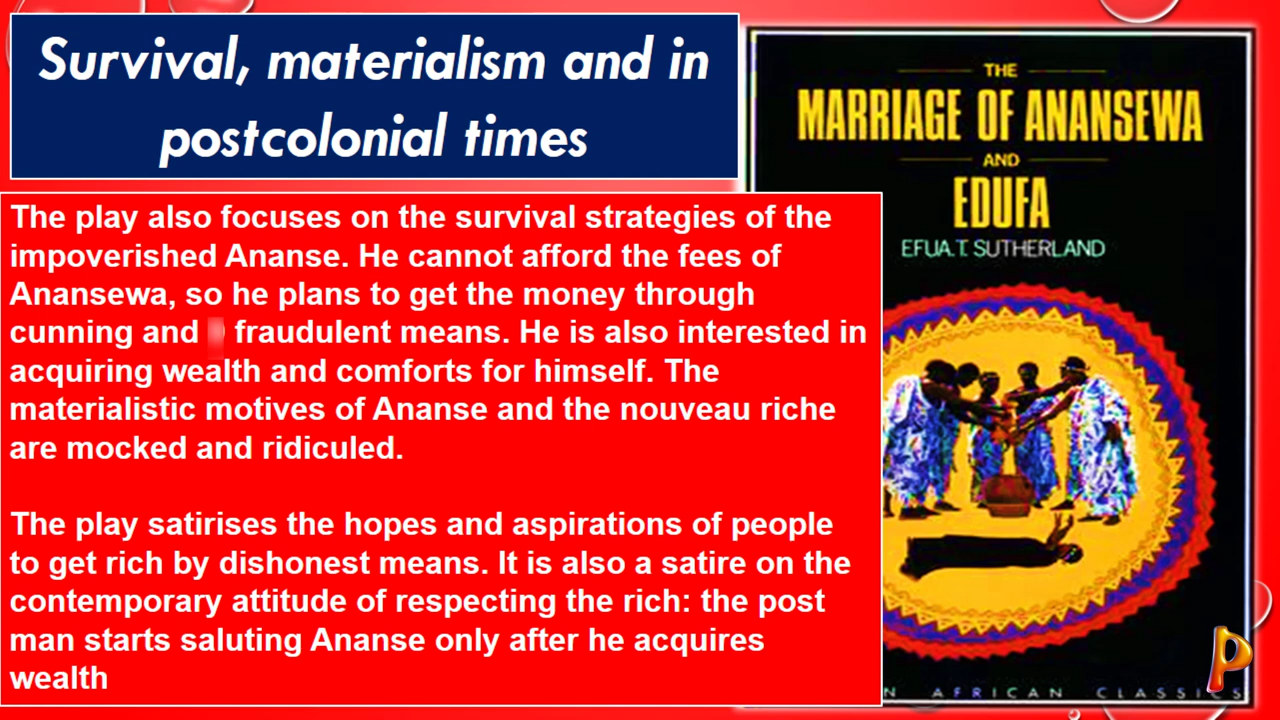 Survival, materialism and in
postcolonial times
The play also focuses on the survival strategies of the
impoverished Ananse. He cannot afford the fees of
Anansewa, so he plans to get the money through
cunning and fraudulent means. He is also interested in
acquiring wealth and comforts for himself. The
materialistic motives of Ananse and the nouveau riche
are mocked and ridiculed.
The play satirises the hopes and aspirations of people
to get rich by dishonest means. It is also a satire on the
contemporary attitude of respecting the rich: the post
man starts saluting Ananse only after he acquires
wealth
THE
MARRIAGE OF ANANSEWA
AND
EDUFA
EFUA.T. SUTHERLAND
N AFRICAN CLASSICS
P